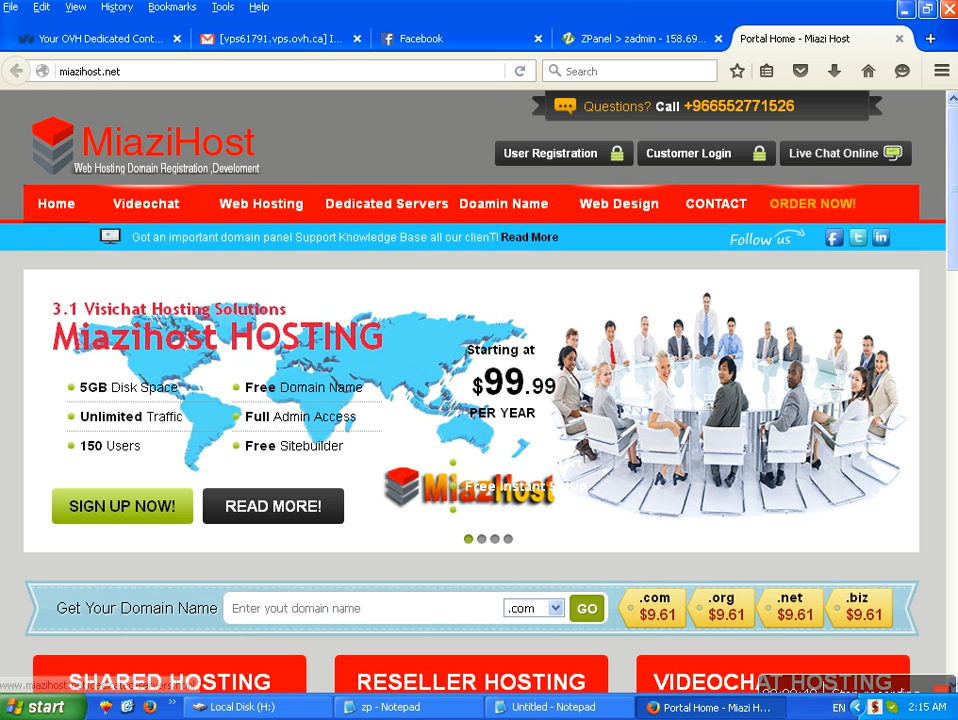 File Edit View History Bookmarks Tools Help
Your OVH Dedicated Cont... [vps61791.vps.ovh.ca] I... Facebook ZPanel > zadmin - 158.69... Portal Home - Miazi Host
miazihost.net Search
Questions? Call +966552771526
MiaziHost
Web Hosting Domain Registration ,Develoment
User Registration Customer Login Live Chat Online
Home Videochat Web Hosting Dedicated Servers Doamin Name Web Design CONTACT ORDER NOW!
Got an important domain panel Support Knowledge Base all our clienT! Read More Follow us
3.1 Visichat Hosting Solutions
Miazihost HOSTING
Starting at
$99.99
PER YEAR
5GB Disk Space Free Domain Name
Unlimited Traffic Full Admin Access
150 Users Free Sitebuilder
MiaziHost
Free Instant Setup
SIGN UP NOW! READ MORE!
Get Your Domain Name Enter yout domain name .com GO
.com $9.61 .org $9.61 .net $9.61 .biz $9.61
SHARED HOSTING RESELLER HOSTING VIDEOCHAT HOSTING
start Local Disk (H:) zp - Notepad Untitled - Notepad Portal Home - Miazi H... EN 2:15 AM